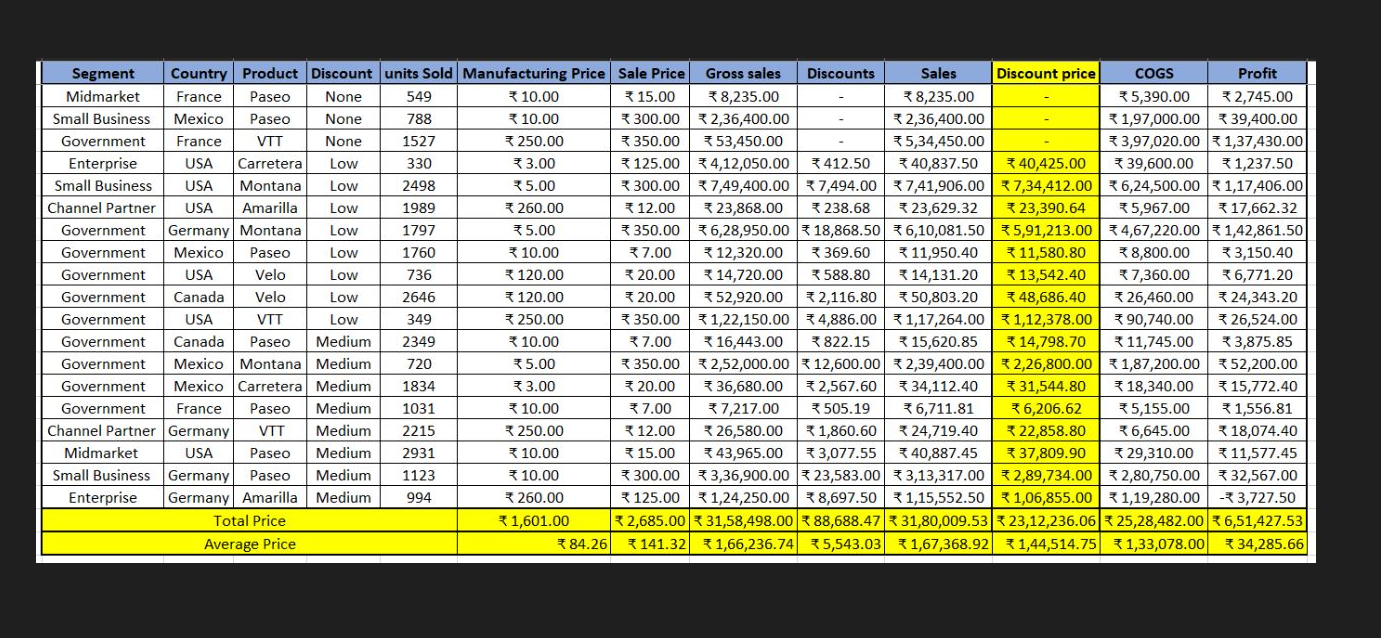 Segment Country Product Discount units Sold Manufacturing Price Sale Price Gross sales Discounts Sales Discount price COGS Profit
Midmarket France Paseo None 549 ₹ 10.00 ₹ 15.00 ₹ 8,235.00 - ₹ 8,235.00 - ₹ 5,390.00 ₹ 2,745.00
Small Business Mexico Paseo None 788 ₹ 10.00 ₹ 300.00 ₹ 2,36,400.00 - ₹ 2,36,400.00 - ₹ 1,97,000.00 ₹ 39,400.00
Government France VTT None 1527 ₹ 250.00 ₹ 350.00 ₹ 53,450.00 - ₹ 5,34,450.00 - ₹ 3,97,020.00 ₹ 1,37,430.00
Enterprise USA Carretera Low 330 ₹ 3.00 ₹ 125.00 ₹ 4,12,050.00 ₹ 412.50 ₹ 40,837.50 ₹ 40,425.00 ₹ 39,600.00 ₹ 1,237.50
Small Business USA Montana Low 2498 ₹ 5.00 ₹ 300.00 ₹ 7,49,400.00 ₹ 7,494.00 ₹ 7,41,906.00 ₹ 7,34,412.00 ₹ 6,24,500.00 ₹ 1,17,406.00
Channel Partner USA Amarilla Low 1989 ₹ 260.00 ₹ 12.00 ₹ 23,868.00 ₹ 238.68 ₹ 23,629.32 ₹ 23,390.64 ₹ 5,967.00 ₹ 17,662.32
Government Germany Montana Low 1797 ₹ 5.00 ₹ 350.00 ₹ 6,28,950.00 ₹ 18,868.50 ₹ 6,10,081.50 ₹ 5,91,213.00 ₹ 4,67,220.00 ₹ 1,42,861.50
Government Mexico Paseo Low 1760 ₹ 10.00 ₹ 7.00 ₹ 12,320.00 ₹ 369.60 ₹ 11,950.40 ₹ 11,580.80 ₹ 8,800.00 ₹ 3,150.40
Government USA Velo Low 736 ₹ 120.00 ₹ 20.00 ₹ 14,720.00 ₹ 588.80 ₹ 14,131.20 ₹ 13,542.40 ₹ 7,360.00 ₹ 6,771.20
Government Canada Velo Low 2646 ₹ 120.00 ₹ 20.00 ₹ 52,920.00 ₹ 2,116.80 ₹ 50,803.20 ₹ 48,686.40 ₹ 26,460.00 ₹ 24,343.20
Government USA VTT Low 349 ₹ 250.00 ₹ 350.00 ₹ 1,22,150.00 ₹ 4,886.00 ₹ 1,17,264.00 ₹ 1,12,378.00 ₹ 90,740.00 ₹ 26,524.00
Government Canada Paseo Medium 2349 ₹ 10.00 ₹ 7.00 ₹ 16,443.00 ₹ 822.15 ₹ 15,620.85 ₹ 14,798.70 ₹ 11,745.00 ₹ 3,875.85
Government Mexico Montana Medium 720 ₹ 5.00 ₹ 350.00 ₹ 2,52,000.00 ₹ 12,600.00 ₹ 2,39,400.00 ₹ 2,26,800.00 ₹ 1,87,200.00 ₹ 52,200.00
Government Mexico Carretera Medium 1834 ₹ 3.00 ₹ 20.00 ₹ 36,680.00 ₹ 2,567.60 ₹ 34,112.40 ₹ 31,544.80 ₹ 18,340.00 ₹ 15,772.40
Government France Paseo Medium 1031 ₹ 10.00 ₹ 7.00 ₹ 7,217.00 ₹ 505.19 ₹ 6,711.81 ₹ 6,206.62 ₹ 5,155.00 ₹ 1,556.81
Channel Partner Germany VTT Medium 2215 ₹ 250.00 ₹ 12.00 ₹ 26,580.00 ₹ 1,860.60 ₹ 24,719.40 ₹ 22,858.80 ₹ 6,645.00 ₹ 18,074.40
Midmarket USA Paseo Medium 2931 ₹ 10.00 ₹ 15.00 ₹ 43,965.00 ₹ 3,077.55 ₹ 40,887.45 ₹ 37,809.90 ₹ 29,310.00 ₹ 11,577.45
Small Business Germany Paseo Medium 1123 ₹ 10.00 ₹ 300.00 ₹ 3,36,900.00 ₹ 23,583.00 ₹ 3,13,317.00 ₹ 2,89,734.00 ₹ 2,80,750.00 ₹ 32,567.00
Enterprise Germany Amarilla Medium 994 ₹ 260.00 ₹ 125.00 ₹ 1,24,250.00 ₹ 8,697.50 ₹ 1,15,552.50 ₹ 1,06,855.00 ₹ 1,19,280.00 -₹ 3,727.50
Total Price ₹ 1,601.00 ₹ 2,685.00 ₹ 31,58,498.00 ₹ 88,688.47 ₹ 31,80,009.53 ₹ 23,12,236.06 ₹ 25,28,482.00 ₹ 6,51,427.53
Average Price ₹ 84.26 ₹ 141.32 ₹ 1,66,236.74 ₹ 5,543.03 ₹ 1,67,368.92 ₹ 1,44,514.75 ₹ 1,33,078.00 ₹ 34,285.66